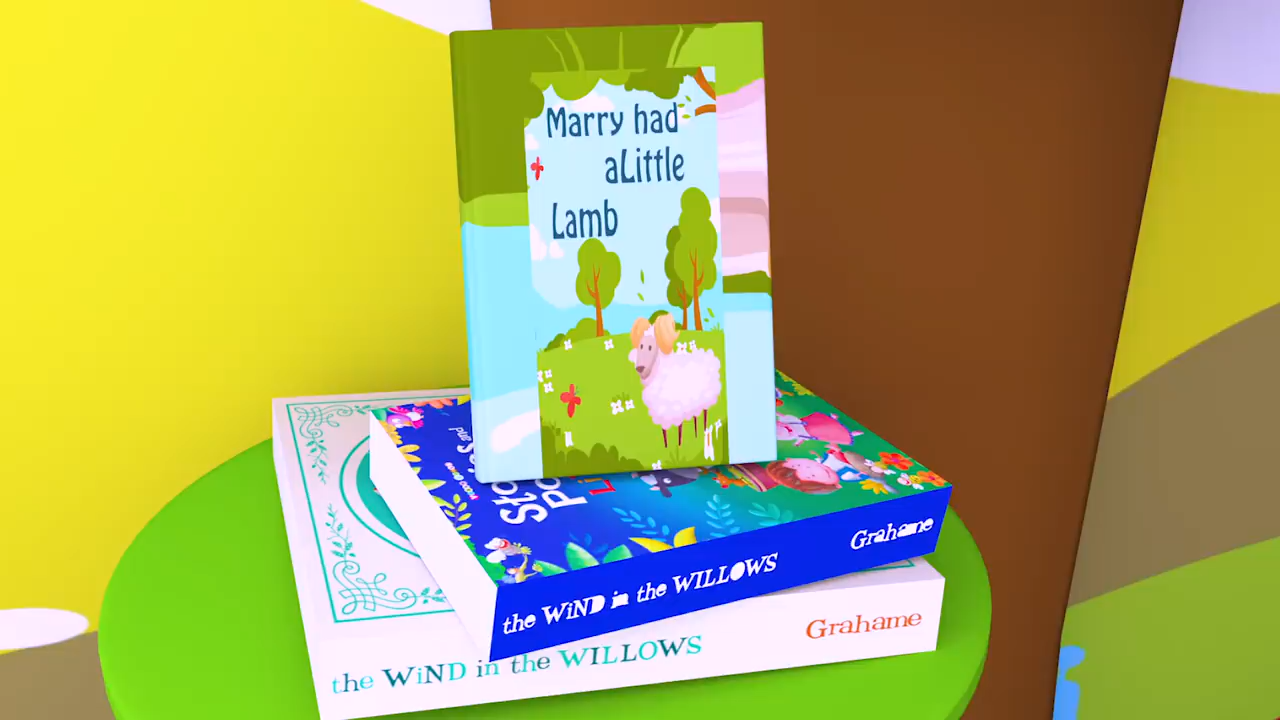 Marry had
aLittle
Lamb
the WiND in the WILLOWS
Grahame
the WiND in the WILLOWS
Grahame